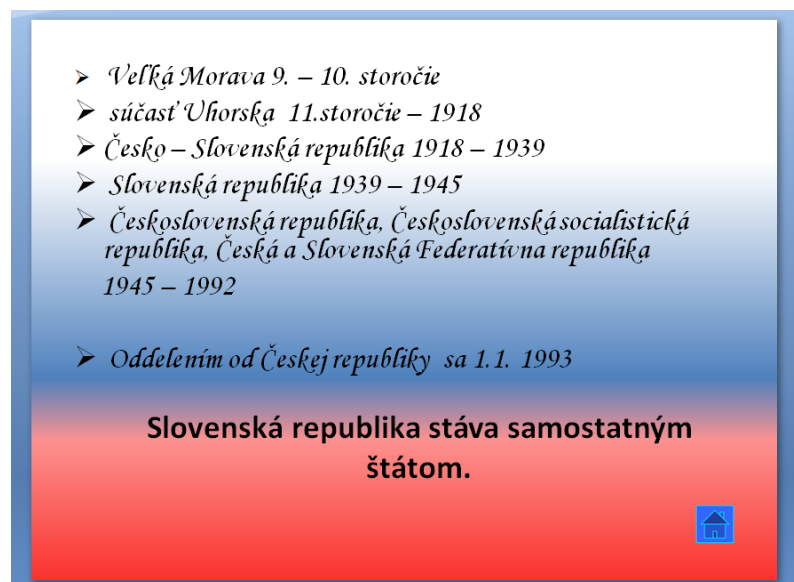 Veľká Morava 9. – 10. storočie
súčasť Uhorska 11.storočie – 1918
Česko – Slovenská republika 1918 – 1939
Slovenská republika 1939 – 1945
Československá republika, Československá socialistická
republika, Česká a Slovenská Federatívna republika
1945 – 1992
Oddelením od Českej republiky sa 1.1. 1993
Slovenská republika stáva samostatným
štátom.